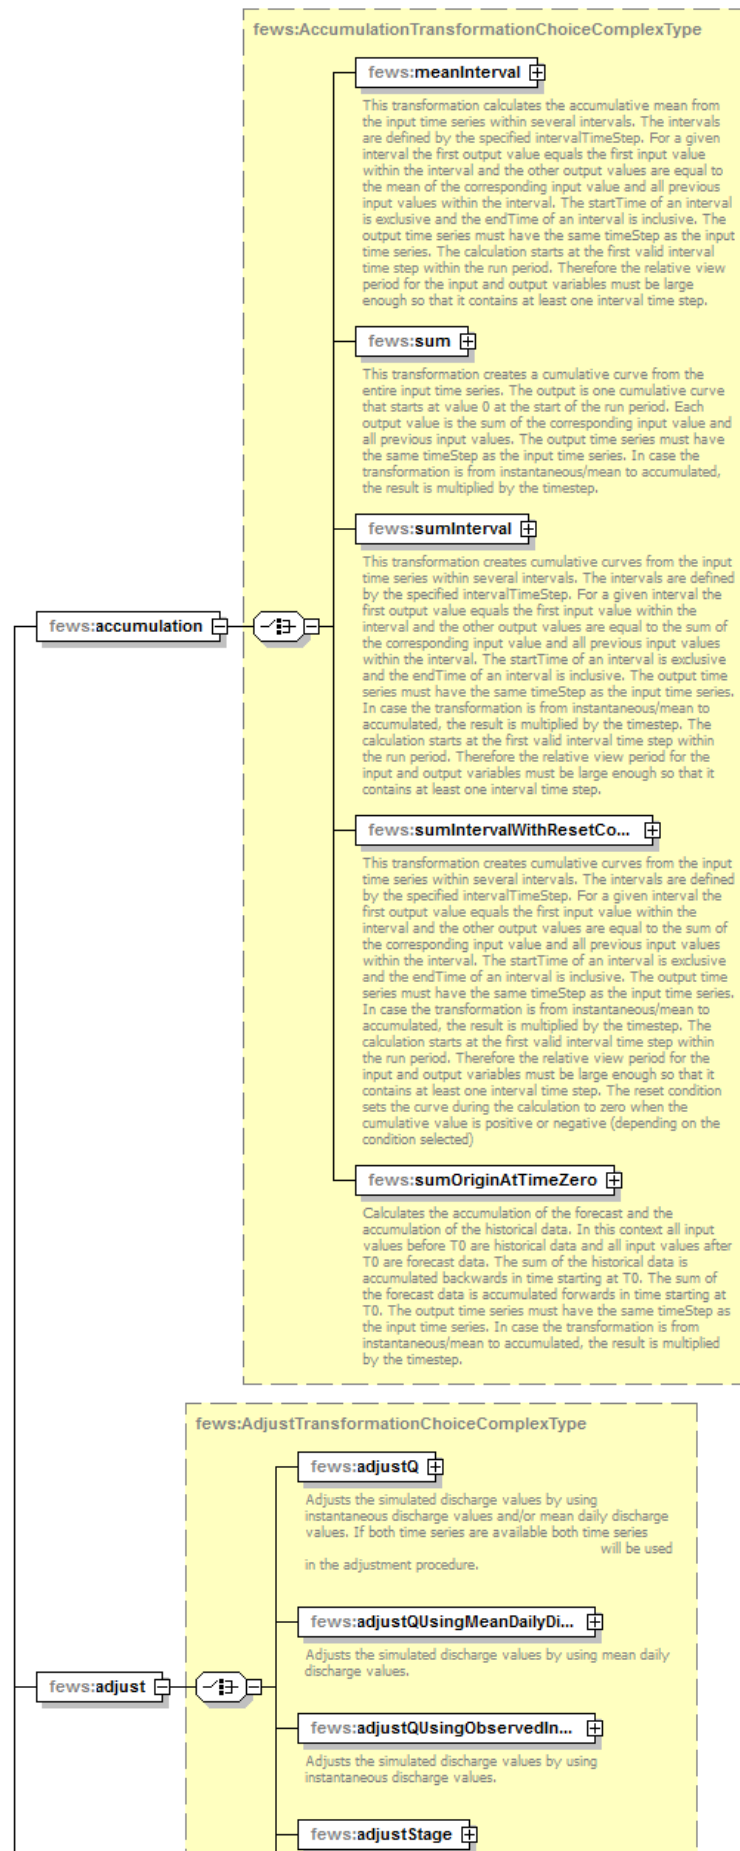 fews:AccumulationTransformationChoiceComplexType
fews:meanInterval
This transformation calculates the accumulative mean from
the input time series within several intervals. The intervals
are defined by the specified intervalTimeStep. For a given
interval the first output value equals the first input value
within the interval and the other output values are equal to
the mean of the corresponding input value and all previous
input values within the interval. The startTime of an interval
is exclusive and the endTime of an interval is inclusive. The
output time series must have the same timeStep as the input
time series. The calculation starts at the first valid interval
time step within the run period. Therefore the relative view
period for the input and output variables must be large
enough so that it contains at least one interval time step.
fews:sum
This transformation creates a cumulative curve from the
entire input time series. The output is one cumulative curve
that starts at value 0 at the start of the run period. Each
output value is the sum of the corresponding input value and
all previous input values. The output time series must have
the same timeStep as the input time series. In case the
transformation is from instantaneous/mean to accumulated,
the result is multiplied by the timestep.
fews:sumInterval
This transformation creates cumulative curves from the input
time series within several intervals. The intervals are defined
by the specified intervalTimeStep. For a given interval the
first output value equals the first input value within the
interval and the other output values are equal to the sum of
the corresponding input value and all previous input values
within the interval. The startTime of an interval is exclusive
and the endTime of an interval is inclusive. The output time
series must have the same timeStep as the input time series.
In case the transformation is from instantaneous/mean to
accumulated, the result is multiplied by the timestep. The
calculation starts at the first valid interval time step within
the run period. Therefore the relative view period for the
input and output variables must be large enough so that it
contains at least one interval time step.
fews:accumulation
fews:sumIntervalWithResetCo...
This transformation creates cumulative curves from the input
time series within several intervals. The intervals are defined
by the specified intervalTimeStep. For a given interval the
first output value equals the first input value within the
interval and the other output values are equal to the sum of
the corresponding input value and all previous input values
within the interval. The startTime of an interval is exclusive
and the endTime of an interval is inclusive. The output time
series must have the same timeStep as the input time series.
In case the transformation is from instantaneous/mean to
accumulated, the result is multiplied by the timestep. The
calculation starts at the first valid interval time step within
the run period. Therefore the relative view period for the
input and output variables must be large enough so that it
contains at least one interval time step. The reset condition
sets the curve during the calculation to zero when the
cumulative value is positive or negative (depending on the
condition selected)
fews:sumOriginAtTimeZero
Calculates the accumulation of the forecast and the
accumulation of the historical data. In this context all input
values before T0 are historical data and all input values after
T0 are forecast data. The sum of the historical data is
accumulated backwards in time starting at T0. The sum of
the forecast data is accumulated forwards in time starting at
T0. The output time series must have the same timeStep as
the input time series. In case the transformation is from
instantaneous/mean to accumulated, the result is multiplied
by the timestep.
fews:AdjustTransformationChoiceComplexType
fews:adjustQ
Adjusts the simulated discharge values by using
instantaneous discharge values and/or mean daily discharge
values. If both time series are available both time series
will be used
in the adjustment procedure.
fews:adjustQUsingMeanDailyDi...
Adjusts the simulated discharge values by using mean daily
discharge values.
fews:adjust
fews:adjustQUsingObservedIn...
Adjusts the simulated discharge values by using
instantaneous discharge values.
fews:adjustStage